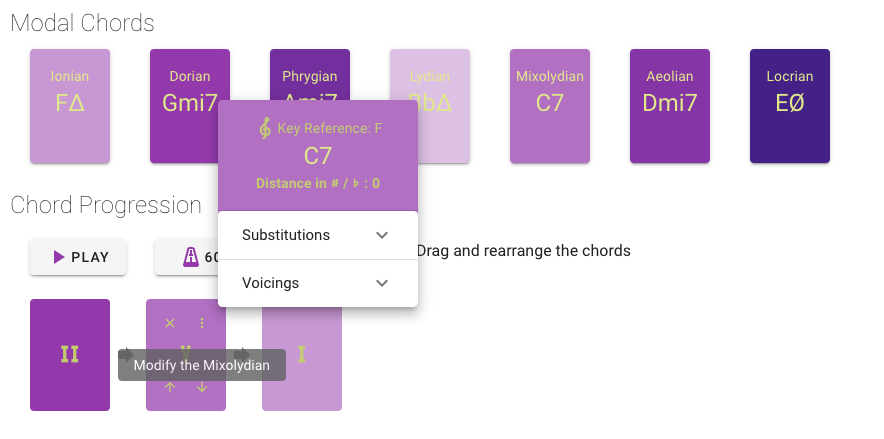 Modal Chords
Ionian
FΔ
Dorian
Gmi7
Phrygian
Ami7
Lydian
BbΔ
Mixolydian
C7
Aeolian
Dmi7
Locrian
EØ
Key Reference: F
C7
Distance in ♯ / ♭ : 0
Substitutions
Voicings
Chord Progression
PLAY
60
Drag and rearrange the chords
II
V
I
Modify the Mixolydian